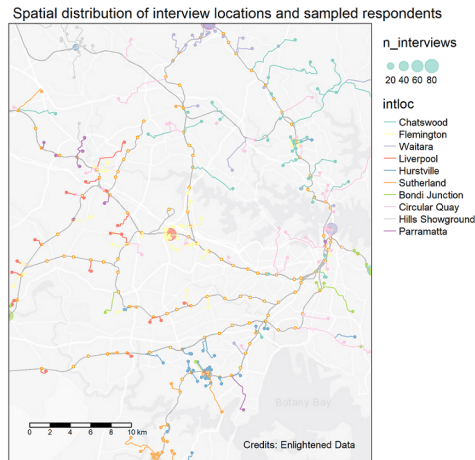 Spatial distribution of interview locations and sampled respondents
n_interviews
20 40 60 80
intloc
Chatswood
Flemington
Waitara
Liverpool
Hurstville
Sutherland
Bondi Junction
Circular Quay
Hills Showground
Parramatta
Botany Bay
0 2 4 6 8 10 km
Credits: Enlightened Data